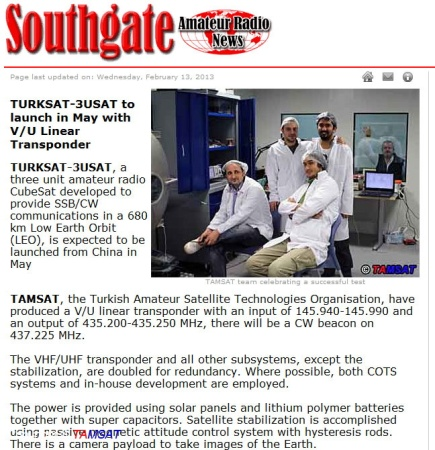 Southgate
Amateur Radio
News
Page last updated on: Wednesday, February 13, 2013
TURKSAT-3USAT to
launch in May with
V/U Linear
Transponder
TURKSAT-3USAT, a
three unit amateur radio
CubeSat developed to
provide SSB/CW
communications in a 680
km Low Earth Orbit
(LEO), is expected to be
launched from China in
May
© TAMSAT
TAMSAT team celebrating a successful test
TAMSAT, the Turkish Amateur Satellite Technologies Organisation, have
produced a V/U linear transponder with an input of 145.940-145.990 and
an output of 435.200-435.250 MHz, there will be a CW beacon on
437.225 MHz.
The VHF/UHF transponder and all other subsystems, except the
stabilization, are doubled for redundancy. Where possible, both COTS
systems and in-house development are employed.
The power is provided using solar panels and lithium polymer batteries
together with super capacitors. Satellite stabilization is accomplished
TAMSAT attitude control system with hysteresis rods.
There is a camera payload to take images of the Earth.